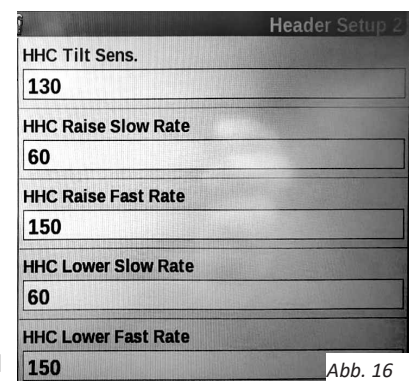 Header Setup 2
HHC Tilt Sens.
130
HHC Raise Slow Rate
60
HHC Raise Fast Rate
150
HHC Lower Slow Rate
60
HHC Lower Fast Rate
150
Abb. 16